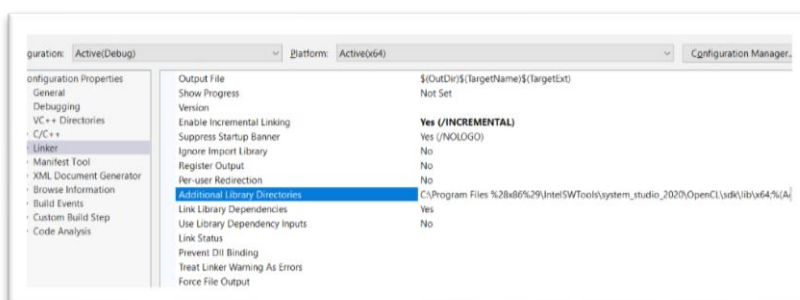 guration: Active(Debug) Platform: Active(x64) Configuration Manager.
onfiguration Properties
General
Debugging
VC++ Directories
C/C++
Linker
Manifest Tool
XML Document Generator
Browse Information
Build Events
Custom Build Step
Code Analysis
Output File $(OutDir)$(TargetName)$(TargetExt)
Show Progress Not Set
Version
Enable Incremental Linking Yes (/INCREMENTAL)
Suppress Startup Banner Yes (/NOLOGO)
Ignore Import Library No
Register Output No
Per-user Redirection No
Additional Library Directories C:\Program Files %28x86%29\IntelSWTools\system_studio_2020\OpenCL\sdk\lib\x64;%(A
Link Library Dependencies Yes
Use Library Dependency Inputs No
Link Status
Prevent Dll Binding
Treat Linker Warning As Errors
Force File Output